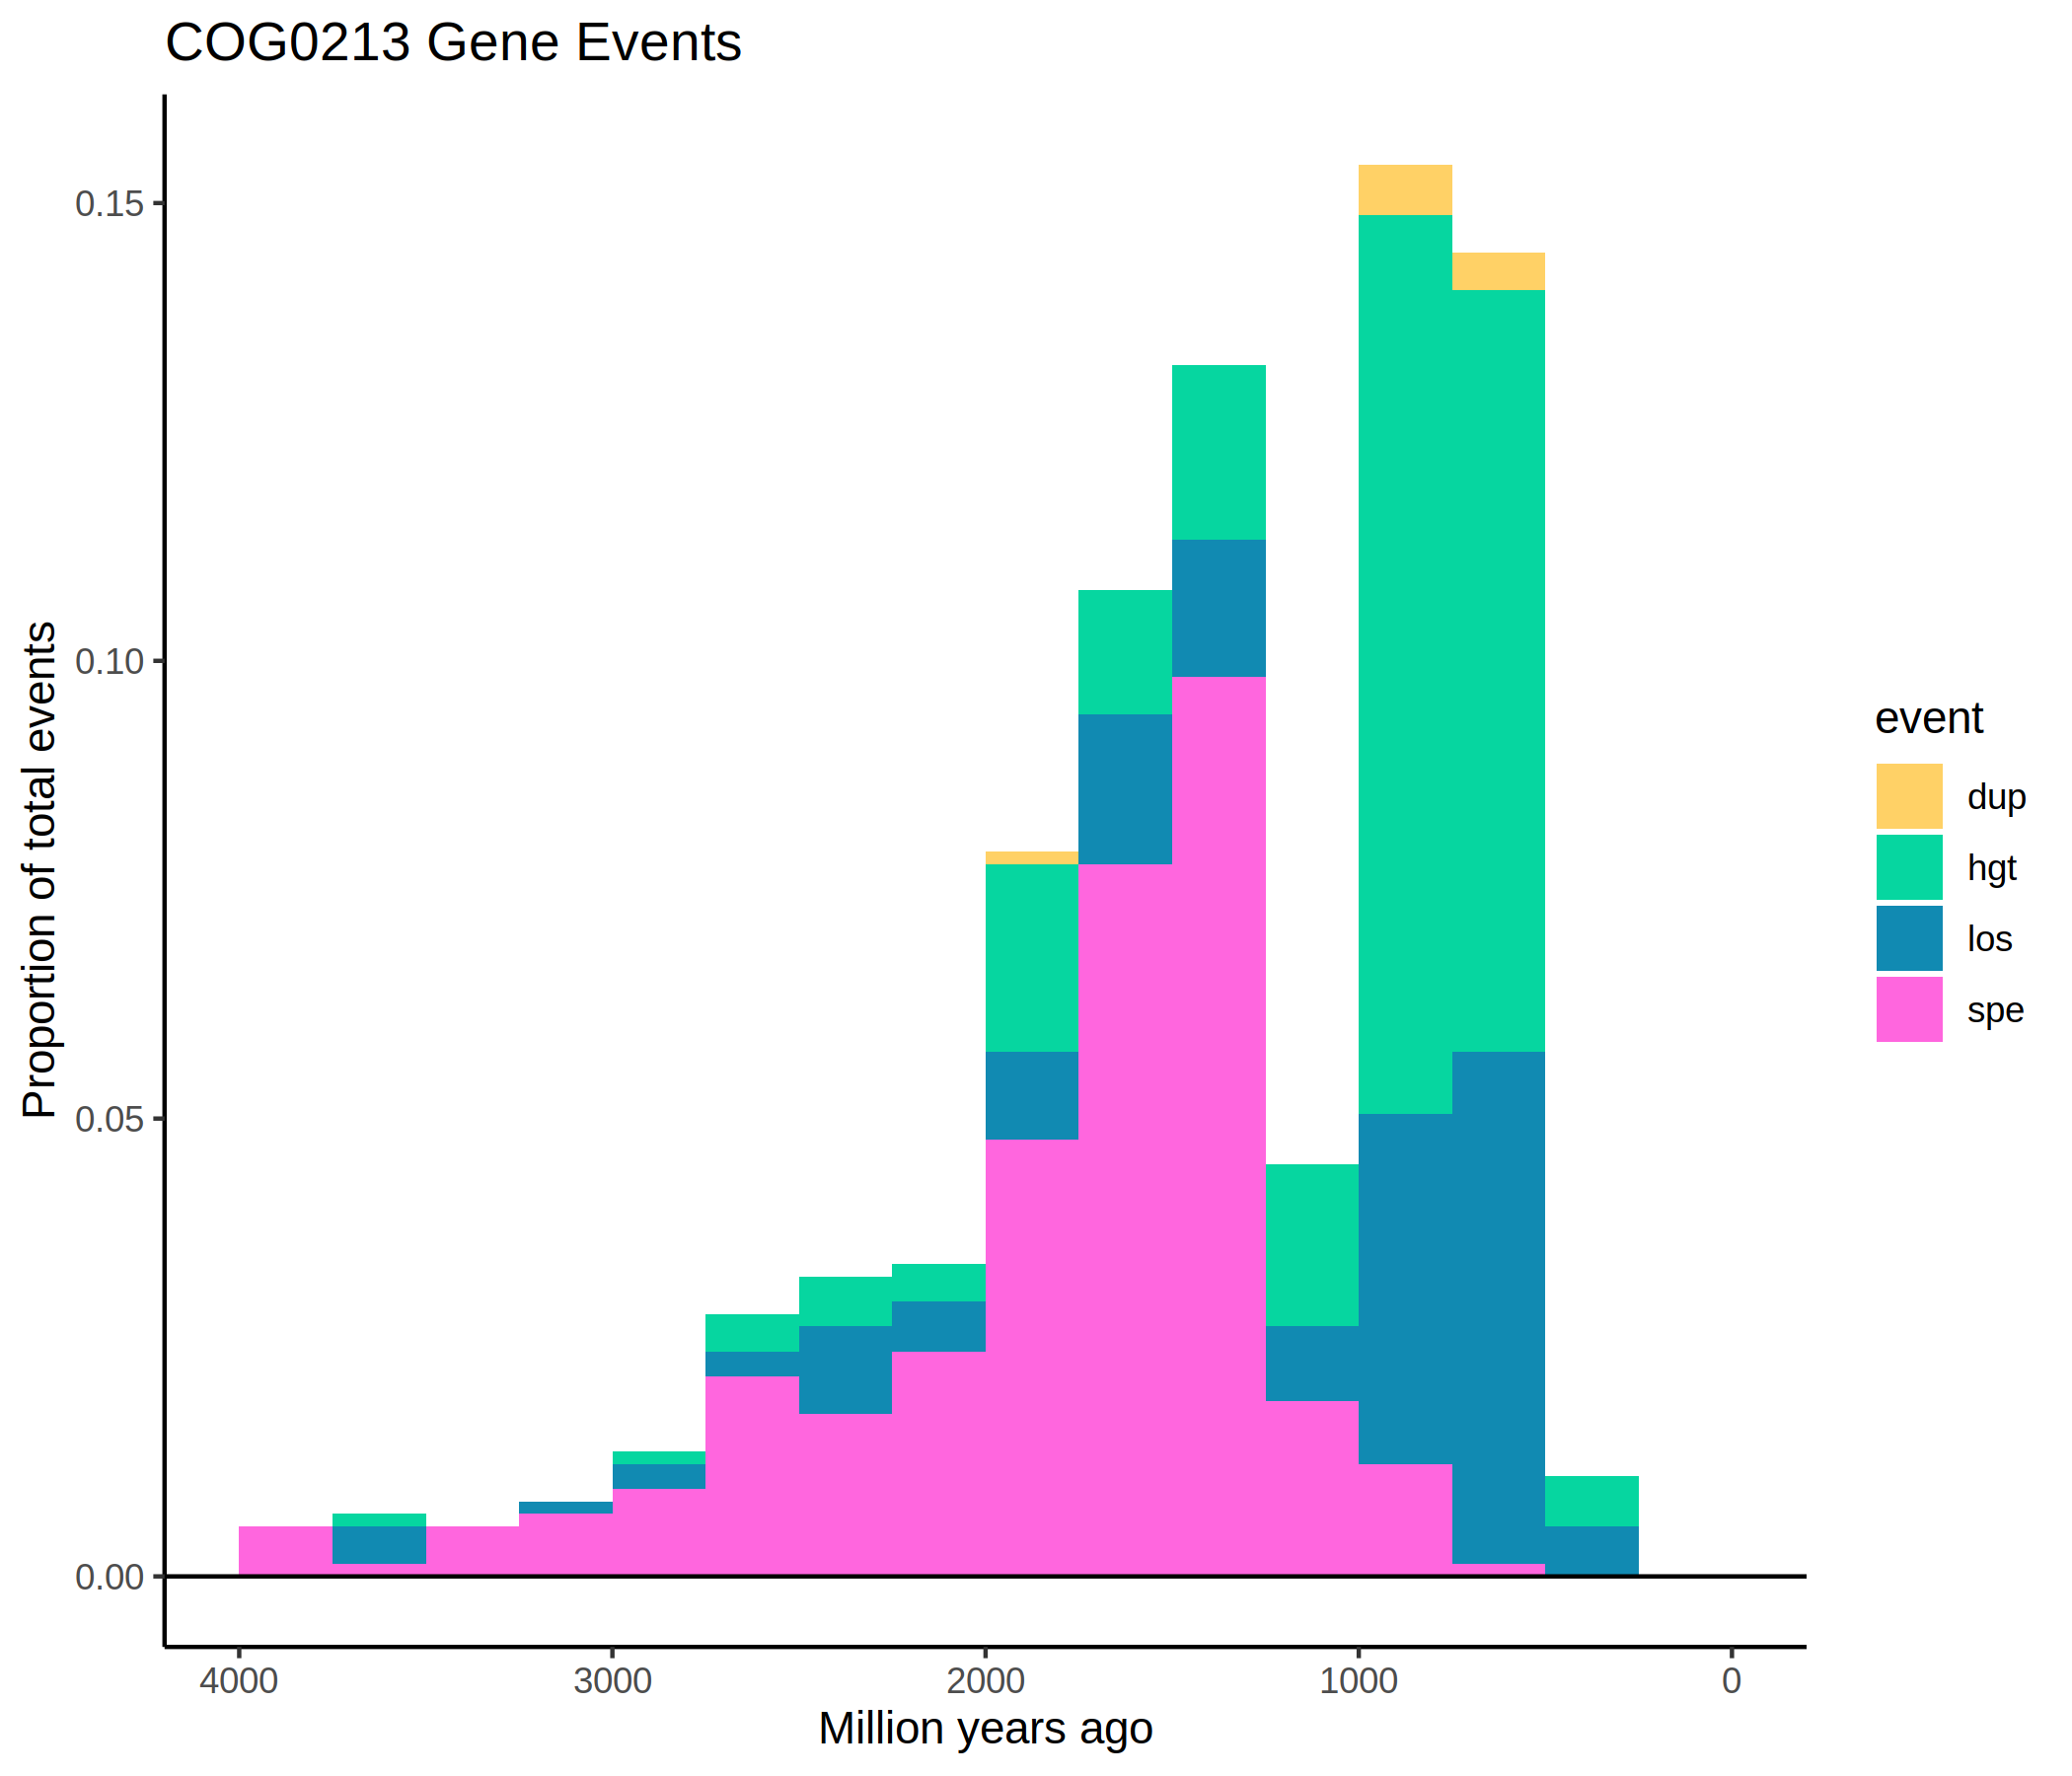 COG0213 Gene Events
Proportion of total events
0.15
0.10
0.05
0.00
4000 3000 2000 1000 0
Million years ago
event
dup
hgt
los
spe